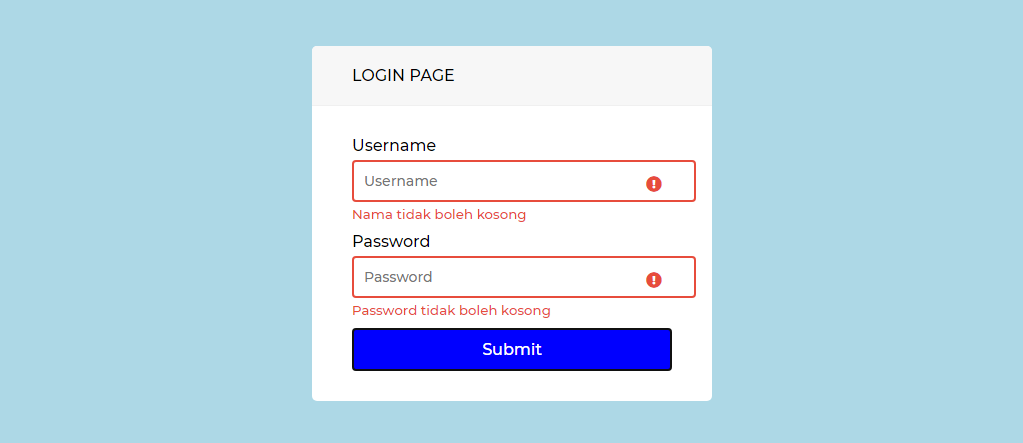 LOGIN PAGE
Username
Username
Nama tidak boleh kosong
Password
Password
Password tidak boleh kosong
Submit